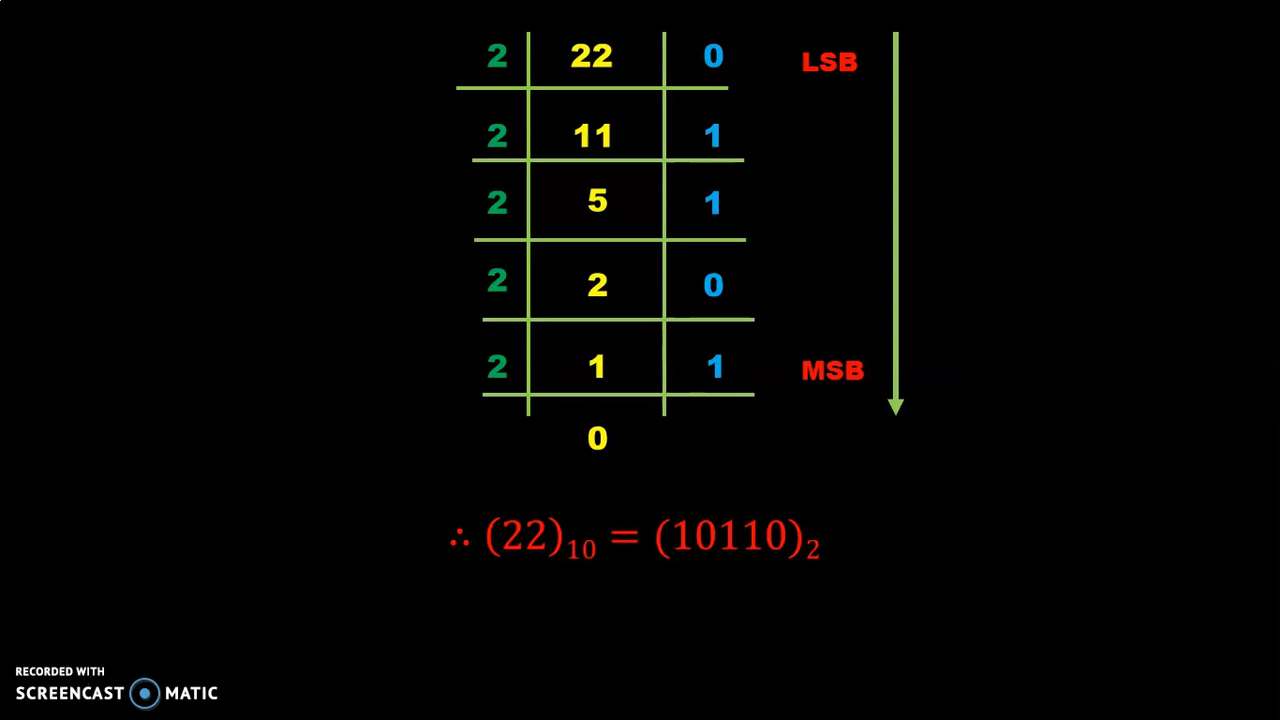 2 22 0 LSB
2 11 1
2 5 1
2 2 0
2 1 1 MSB
0
∴ (22)₁₀ = (10110)₂
RECORDED WITH
SCREENCAST MATIC